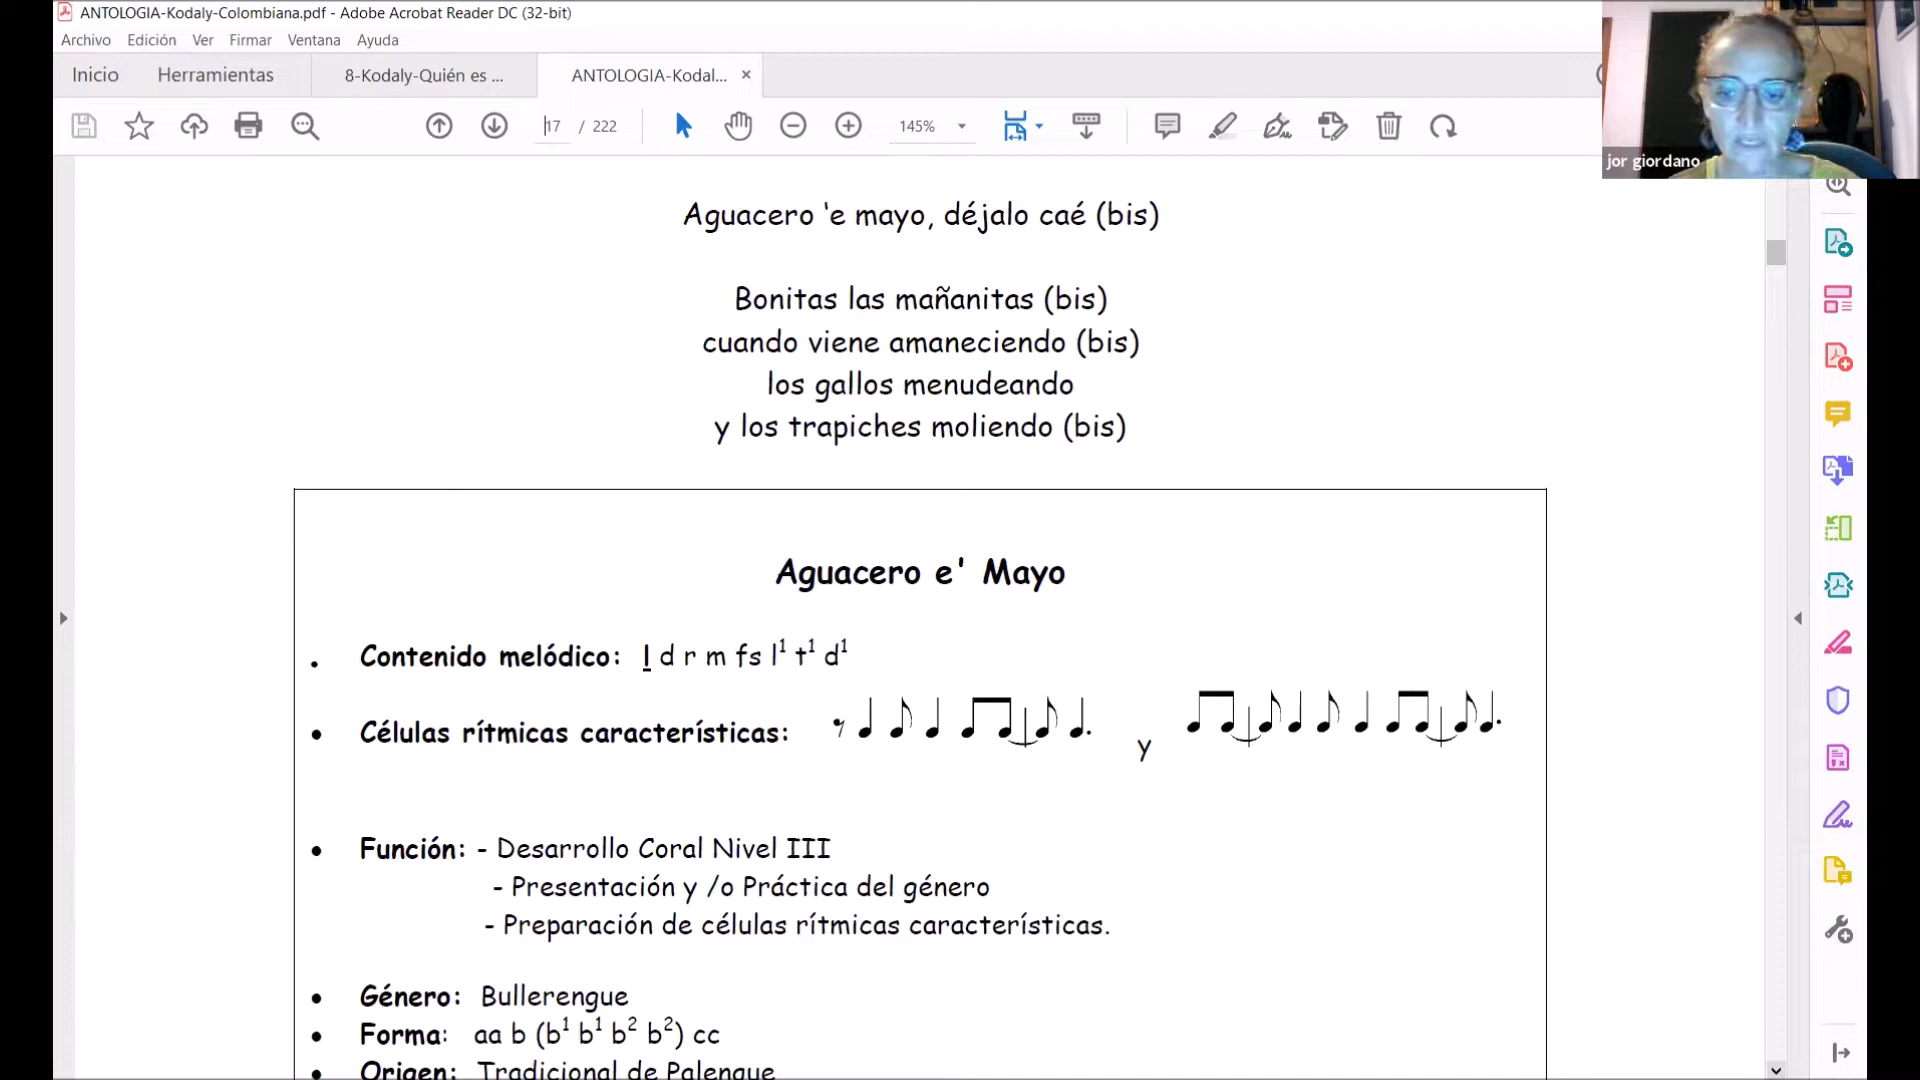 ANTOLOGIA-Kodaly-Colombiana.pdf - Adobe Acrobat Reader DC (32-bit)
Archivo Edición Ver Firmar Ventana Ayuda
Inicio Herramientas 8-Kodaly-Quién es ... ANTOLOGIA-Kodal... ×
17 / 222 145%
jor giordano
Aguacero ‘e mayo, déjalo caé (bis)
Bonitas las mañanitas (bis)
cuando viene amaneciendo (bis)
los gallos menudeando
y los trapiches moliendo (bis)
Aguacero e' Mayo
• Contenido melódico: l d r m fs l¹ t¹ d¹
• Células rítmicas características: y
• Función: - Desarrollo Coral Nivel III
- Presentación y /o Práctica del género
- Preparación de células rítmicas características.
• Género: Bullerengue
• Forma: aa b (b¹ b¹ b² b²) cc
• Origen: Tradicional de Palenque